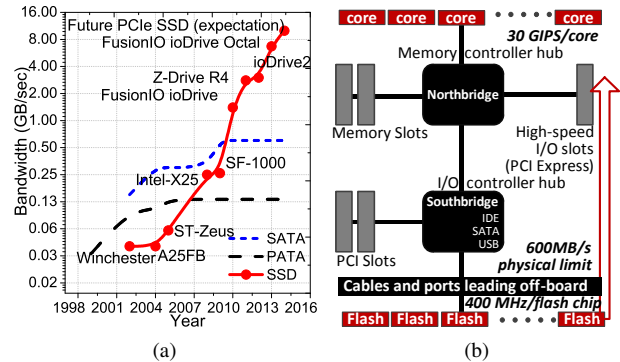 16.00
8.00
4.00
2.00
1.00
0.50
0.25
0.13
0.06
0.03
0.02
Bandwidth (GB/sec)
Future PCIe SSD (expectation)
FusionIO ioDrive Octal
ioDrive2
Z-Drive R4
FusionIO ioDrive
SF-1000
Intel-X25
ST-Zeus
Winchester
A25FB
SATA
PATA
SSD
1998 2001 2004 2007 2010 2013 2016
Year
(a)
core core core core
30 GIPS/core
Memory controller hub
Northbridge
Memory Slots
High-speed
I/O slots
(PCI Express)
I/O controller hub
Southbridge
IDE
SATA
USB
PCI Slots
600MB/s
physical limit
Cables and ports leading off-board
400 MHz/flash chip
Flash Flash Flash Flash
(b)